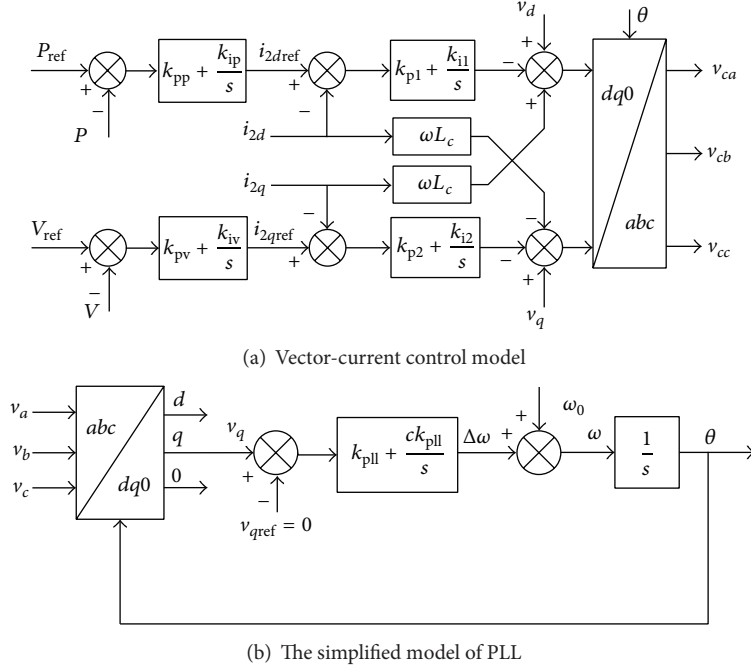 v_d
θ
P_ref
+
−
P
k_pp + k_ip/s
i_2dref
+
−
k_p1 + k_i1/s
−
+
+
dq0
abc
v_ca
v_cb
v_cc
i_2d
ωL_c
i_2q
ωL_c
V_ref
+
−
V
k_pv + k_iv/s
i_2qref
−
+
k_p2 + k_i2/s
−
−
+
v_q
(a) Vector-current control model
v_a
v_b
v_c
abc
dq0
d
q
0
v_q
+
−
v_qref = 0
k_pll + ck_pll/s
Δω
+
+
ω_0
ω
1/s
θ
(b) The simplified model of PLL